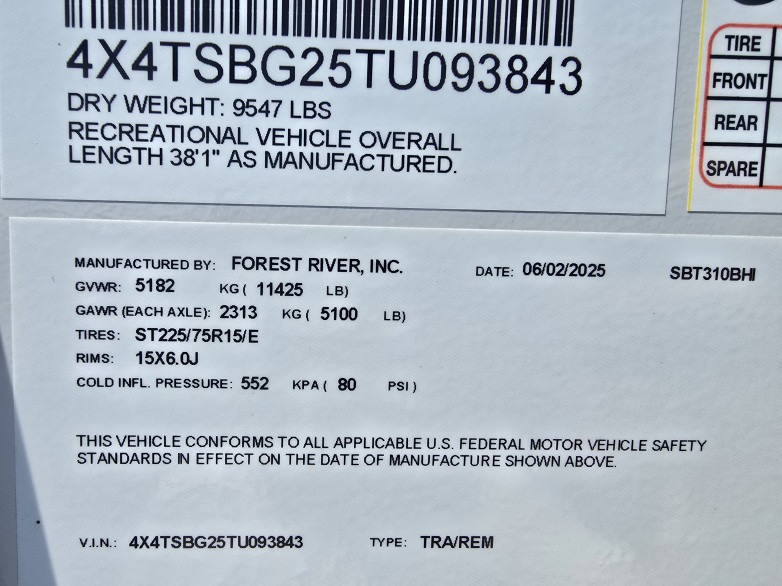 4X4TSBG25TU093843
DRY WEIGHT: 9547 LBS
RECREATIONAL VEHICLE OVERALL
LENGTH 38'1" AS MANUFACTURED.
TIRE
FRONT
REAR
SPARE
MANUFACTURED BY: FOREST RIVER, INC. DATE: 06/02/2025 SBT310BHI
GVWR: 5182 KG ( 11425 LB)
GAWR (EACH AXLE): 2313 KG ( 5100 LB)
TIRES: ST225/75R15/E
RIMS: 15X6.0J
COLD INFL. PRESSURE: 552 KPA ( 80 PSI )
THIS VEHICLE CONFORMS TO ALL APPLICABLE U.S. FEDERAL MOTOR VEHICLE SAFETY
STANDARDS IN EFFECT ON THE DATE OF MANUFACTURE SHOWN ABOVE.
V.I.N.: 4X4TSBG25TU093843 TYPE: TRA/REM